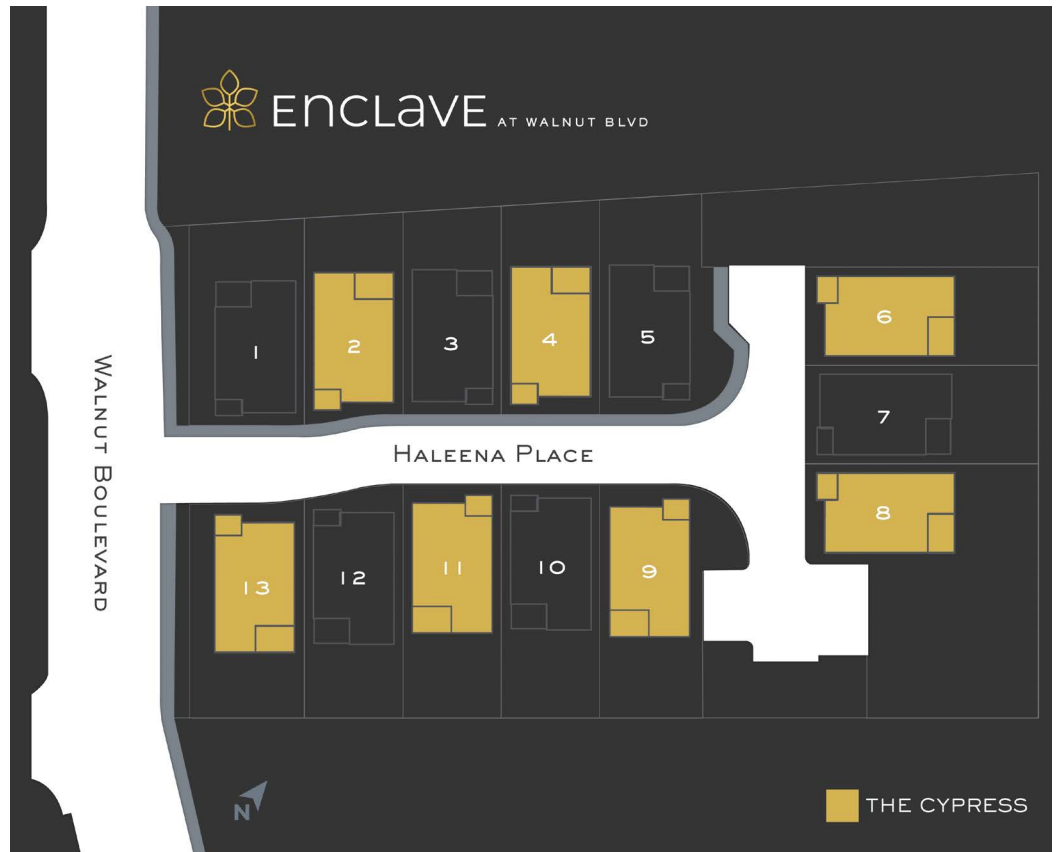 ENCLAVE AT WALNUT BLVD
1
2
3
4
5
6
7
8
WALNUT BOULEVARD
HALEENA PLACE
13
12
11
10
9
N
THE CYPRESS